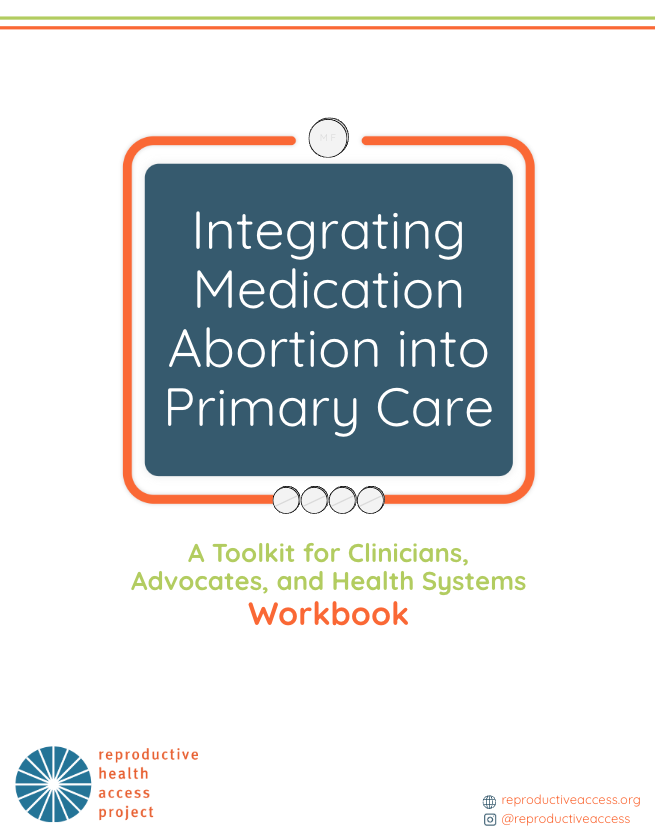 MF
Integrating
Medication
Abortion into
Primary Care
A Toolkit for Clinicians,
Advocates, and Health Systems
Workbook
reproductive
health
access
project
reproductiveaccess.org
@reproductiveaccess